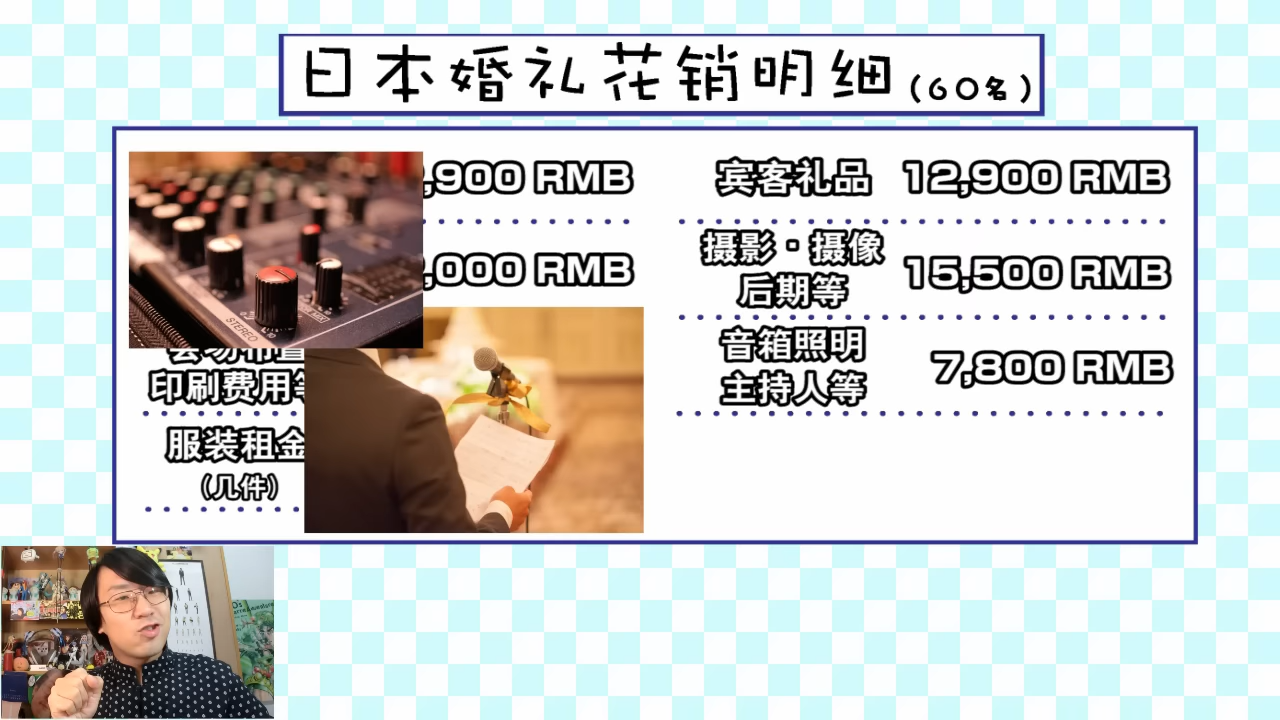 日本婚礼花销明细(60名)
,900 RMB
,000 RMB
印刷费用
服装租金
(几件)
宾客礼品 12,900 RMB
摄影・摄像
后期等
15,500 RMB
音箱照明
主持人等
7,800 RMB
STEREO